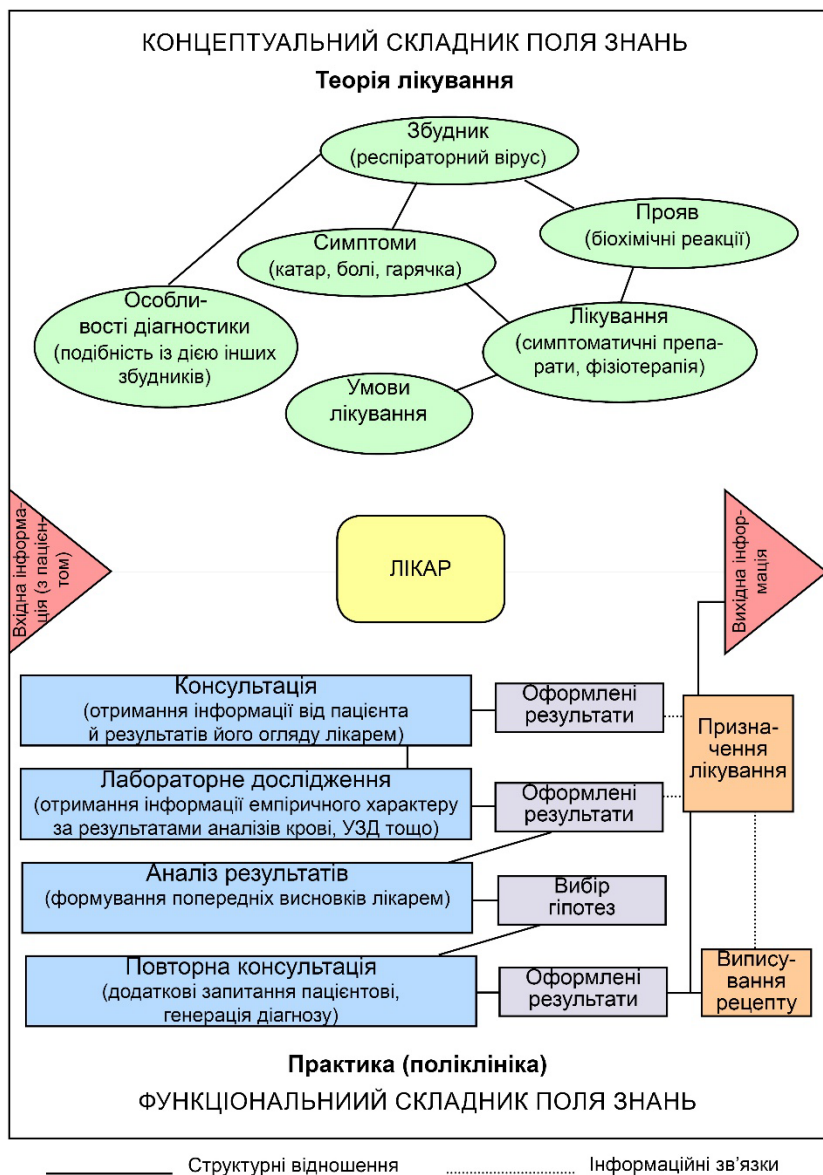 КОНЦЕПТУАЛЬНИЙ СКЛАДНИК ПОЛЯ ЗНАНЬ
Теорія лікування
Збудник
(респіраторний вірус)
Прояв
(біохімічні реакції)
Симптоми
(катар, болі, гарячка)
Особли-
вості діагностики
(подібність із дією інших
збудників)
Лікування
(симптоматичні препа-
рати, фізіотерапія)
Умови
лікування
Вхідна інформа-
ція (з пацієн-
том)
ЛІКАР
Вихідна інфор-
мація
Консультація
(отримання інформації від пацієнта
й результатів його огляду лікарем)
Оформлені
результати
Призна-
чення
лікування
Лабораторне дослідження
(отримання інформації емпіричного характеру
за результатами аналізів крові, УЗД тощо)
Оформлені
результати
Аналіз результатів
(формування попередніх висновків лікарем)
Вибір
гіпотез
Повторна консультація
(додаткові запитання пацієнтові,
генерація діагнозу)
Оформлені
результати
Випису-
вання
рецепту
Практика (поліклініка)
ФУНКЦІОНАЛЬНИИЙ СКЛАДНИК ПОЛЯ ЗНАНЬ
Структурні відношення
Інформаційні зв'язки